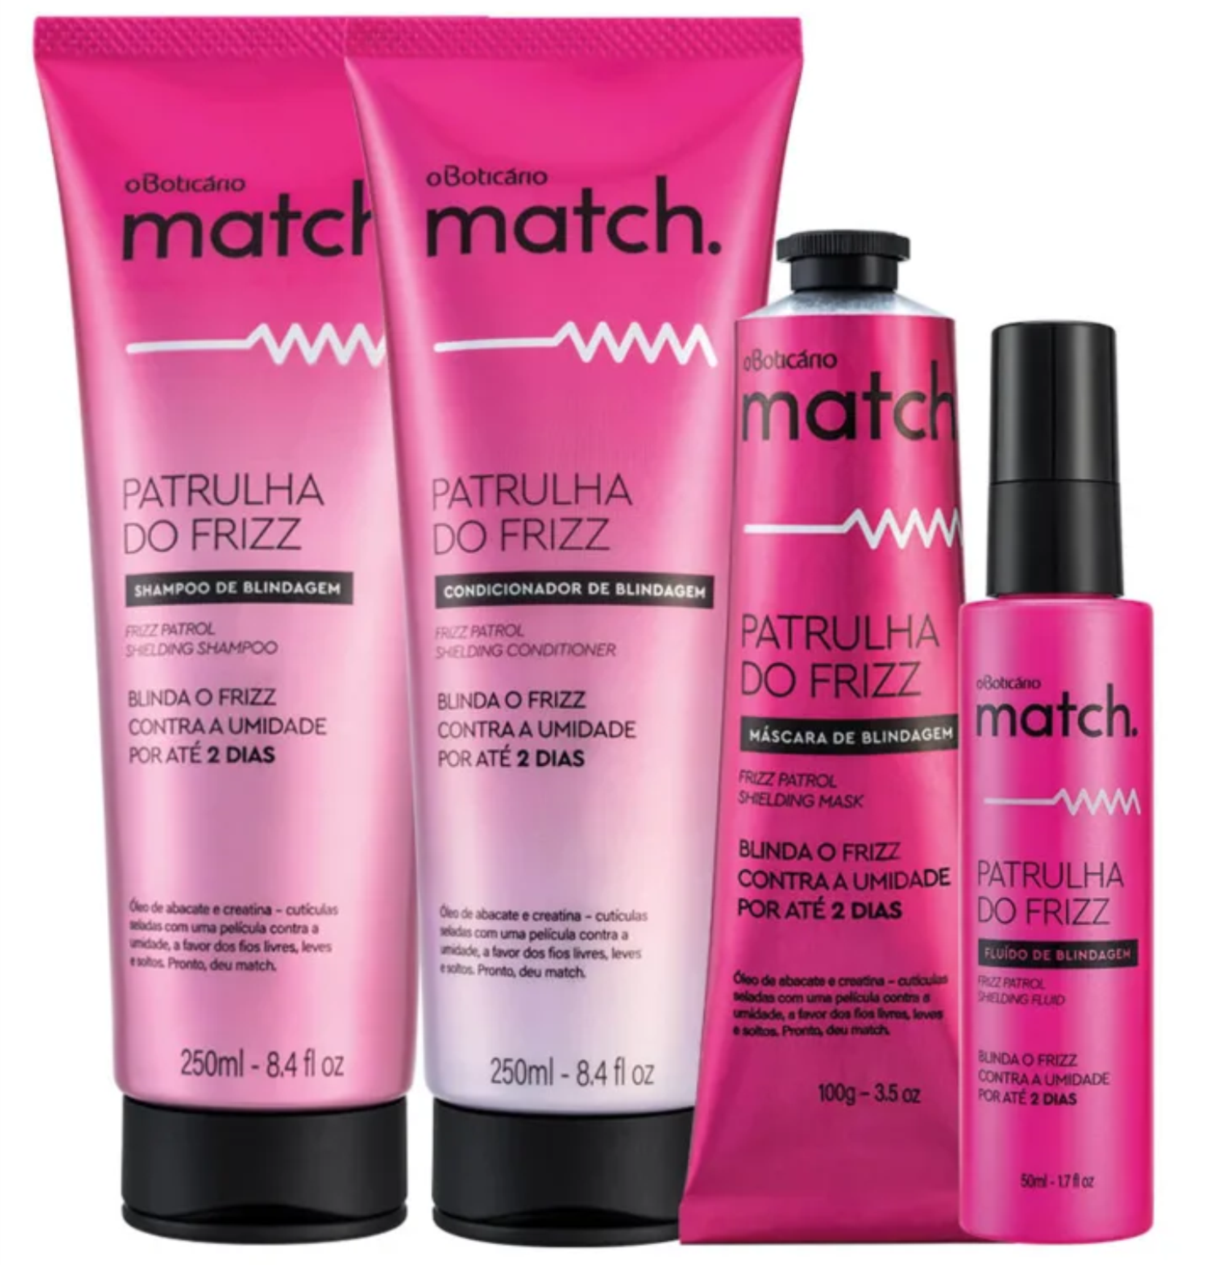 oBoticário
match
PATRULHA
DO FRIZZ
SHAMPOO DE BLINDAGEM
FRIZZ PATROL
SHIELDING SHAMPOO
BLINDA O FRIZZ
CONTRA A UMIDADE
POR ATÉ 2 DIAS
Óleo de abacate e creatina – cutículas
seladas com uma película contra a
umidade, a favor dos fios livres, leves
e soltos. Pronto, deu match.
250ml - 8.4 fl oz
oBoticário
match.
PATRULHA
DO FRIZZ
CONDICIONADOR DE BLINDAGEM
FRIZZ PATROL
SHIELDING CONDITIONER
BLINDA O FRIZZ
CONTRA A UMIDADE
POR ATÉ 2 DIAS
Óleo de abacate e creatina – cutículas
seladas com uma película contra a
umidade, a favor dos fios livres, leves
e soltos. Pronto, deu match.
250ml - 8.4 fl oz
oBoticário
match
PATRULHA
DO FRIZZ
MÁSCARA DE BLINDAGEM
FRIZZ PATROL
SHIELDING MASK
BLINDA O FRIZZ
CONTRA A UMIDADE
POR ATÉ 2 DIAS
Óleo de abacate e creatina – cutículas
seladas com uma película contra a
umidade, a favor dos fios livres, leves
e soltos. Pronto, deu match.
100g – 3.5 oz
oBoticário
match.
PATRULHA
DO FRIZZ
FLUÍDO DE BLINDAGEM
FRIZZ PATROL
SHIELDING FLUID
BLINDA O FRIZZ
CONTRA A UMIDADE
POR ATÉ 2 DIAS
50ml - 1.7 fl oz